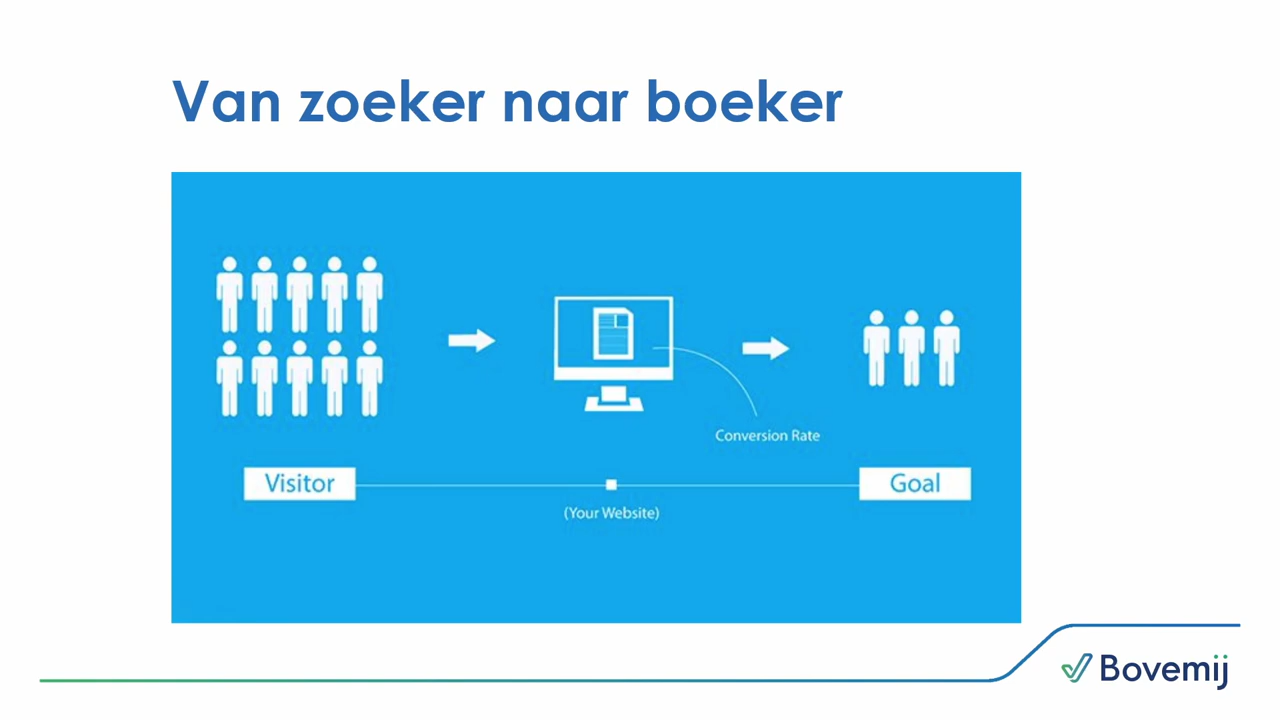 Van zoeker naar boeker
Conversion Rate
Visitor
Goal
(Your Website)
Bovemij